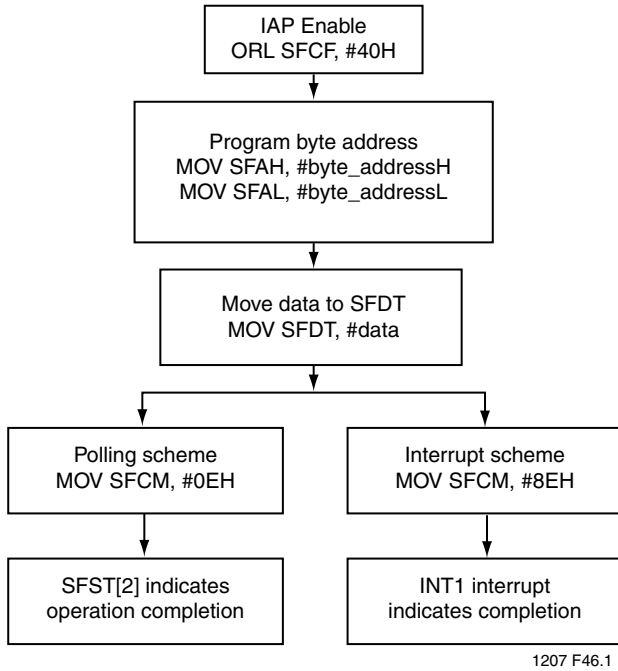 IAP Enable
ORL SFCF, #40H
Program byte address
MOV SFAH, #byte_addressH
MOV SFAL, #byte_addressL
Move data to SFDT
MOV SFDT, #data
Polling scheme
MOV SFCM, #0EH
Interrupt scheme
MOV SFCM, #8EH
SFST[2] indicates
operation completion
INT1 interrupt
indicates completion
1207 F46.1